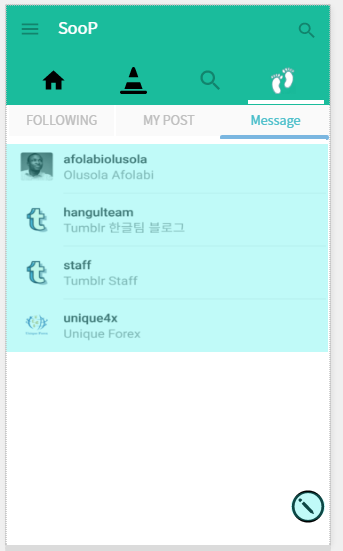 SooP
FOLLOWING MY POST Message
afolabiolusola
Olusola Afolabi
hangulteam
Tumblr 한글팀 블로그
staff
Tumblr Staff
unique4x
Unique Forex